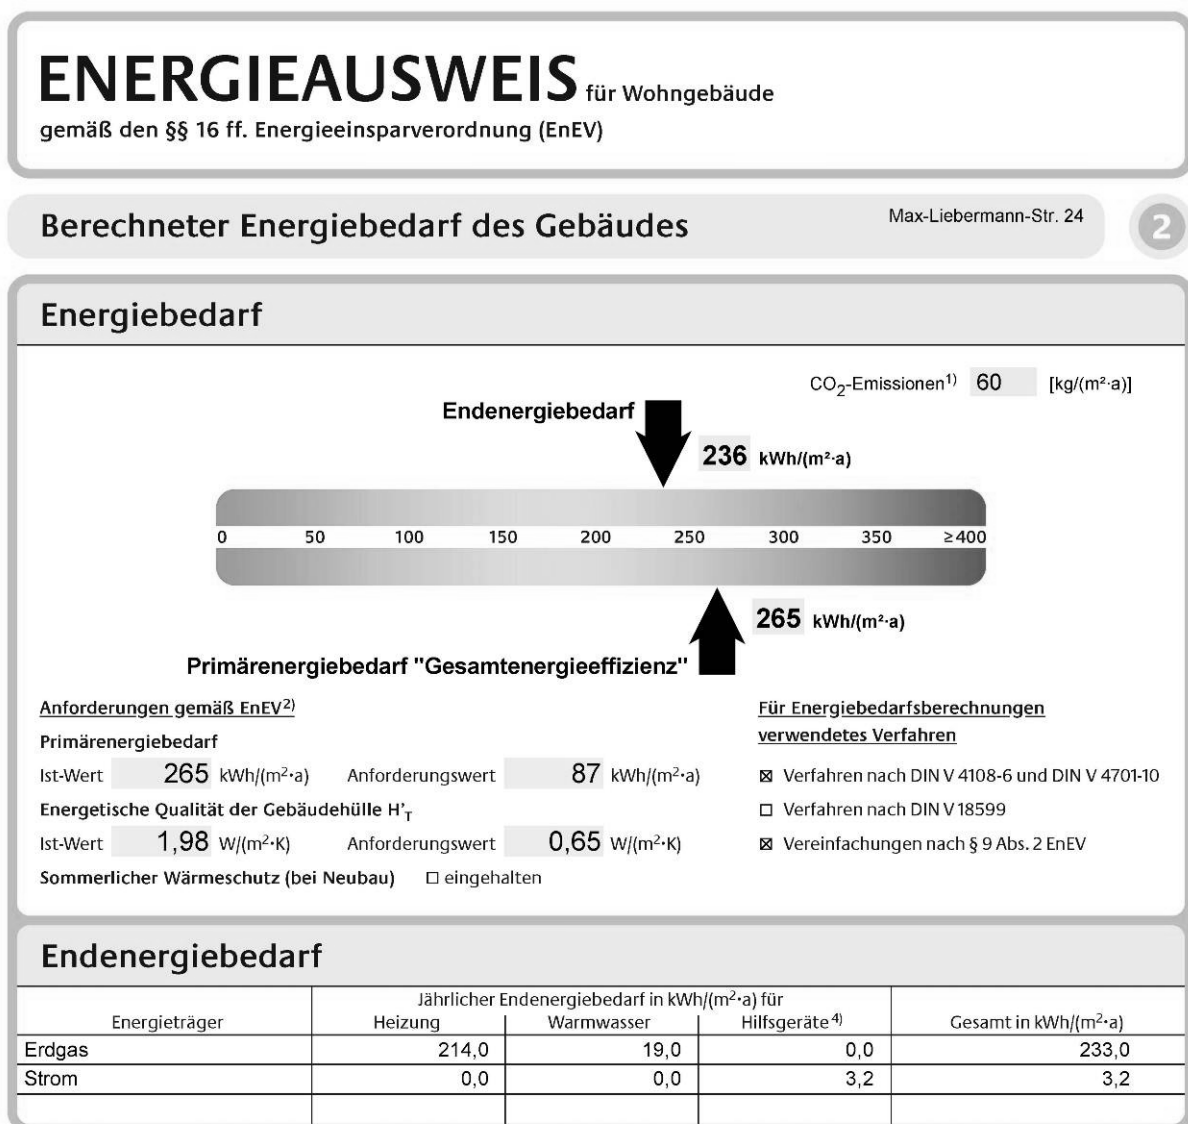 ENERGIEAUSWEIS für Wohngebäude
gemäß den §§ 16 ff. Energieeinsparverordnung (EnEV)
Berechneter Energiebedarf des Gebäudes
Max-Liebermann-Str. 24
2
Energiebedarf
CO₂-Emissionen¹⁾ 60 [kg/(m²·a)]
Endenergiebedarf
236 kWh/(m²·a)
0 50 100 150 200 250 300 350 ≥400
265 kWh/(m²·a)
Primärenergiebedarf "Gesamtenergieeffizienz"
Anforderungen gemäß EnEV²⁾
Primärenergiebedarf
Ist-Wert 265 kWh/(m²·a) Anforderungswert 87 kWh/(m²·a)
Energetische Qualität der Gebäudehülle H'T
Ist-Wert 1,98 W/(m²·K) Anforderungswert 0,65 W/(m²·K)
Sommerlicher Wärmeschutz (bei Neubau) ☐ eingehalten
Für Energiebedarfsberechnungen
verwendetes Verfahren
☒ Verfahren nach DIN V 4108-6 und DIN V 4701-10
☐ Verfahren nach DIN V 18599
☒ Vereinfachungen nach § 9 Abs. 2 EnEV
Endenergiebedarf
Jährlicher Endenergiebedarf in kWh/(m²·a) für
Energieträger Heizung Warmwasser Hilfsgeräte⁴⁾ Gesamt in kWh/(m²·a)
Erdgas 214,0 19,0 0,0 233,0
Strom 0,0 0,0 3,2 3,2